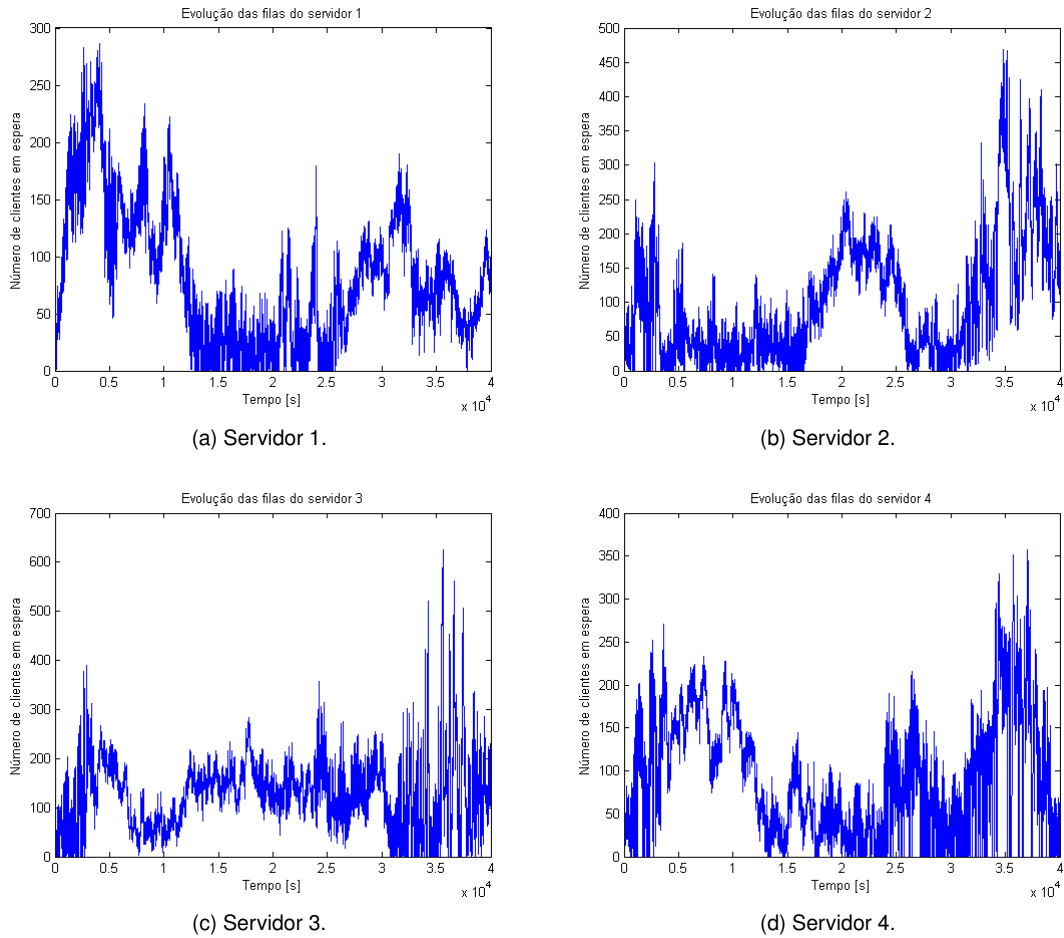 Evolução das filas do servidor 1
Número de clientes em espera
300
250
200
150
100
50
0
0 0.5 1 1.5 2 2.5 3 3.5 4
Tempo [s]
x 10^4
(a) Servidor 1.
Evolução das filas do servidor 2
Número de clientes em espera
500
450
400
350
300
250
200
150
100
50
0
0 0.5 1 1.5 2 2.5 3 3.5 4
Tempo [s]
x 10^4
(b) Servidor 2.
Evolução das filas do servidor 3
Número de clientes em espera
700
600
500
400
300
200
100
0
0 0.5 1 1.5 2 2.5 3 3.5 4
Tempo [s]
x 10^4
(c) Servidor 3.
Evolução das filas do servidor 4
Número de clientes em espera
400
350
300
250
200
150
100
50
0
0 0.5 1 1.5 2 2.5 3 3.5 4
Tempo [s]
x 10^4
(d) Servidor 4.